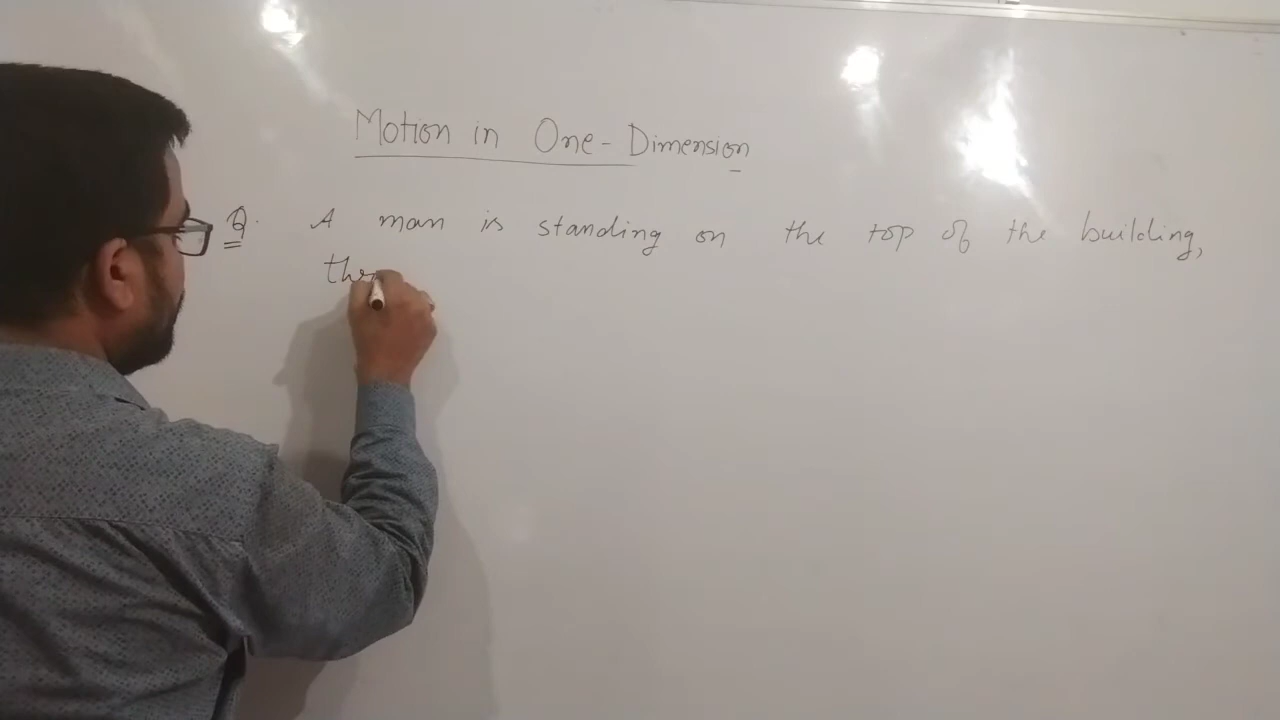 Motion in One-Dimension
Q. A man is standing on the top of the building,
the